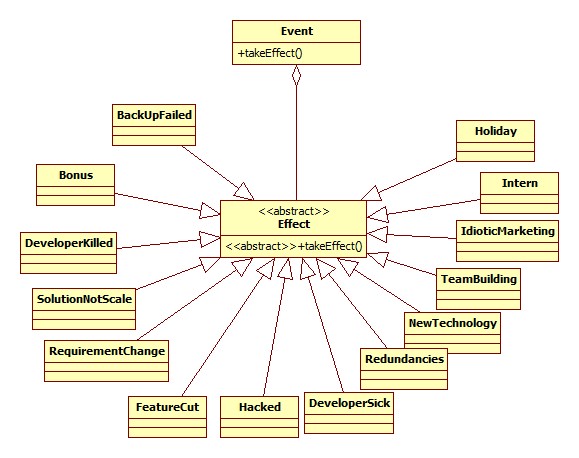 Event
+takeEffect()
BackUpFailed
Holiday
Bonus
Intern
<<abstract>>
Effect
<<abstract>>+takeEffect()
DeveloperKilled
IdioticMarketing
TeamBuilding
SolutionNotScale
NewTechnology
RequirementChange
Redundancies
FeatureCut
Hacked
DeveloperSick